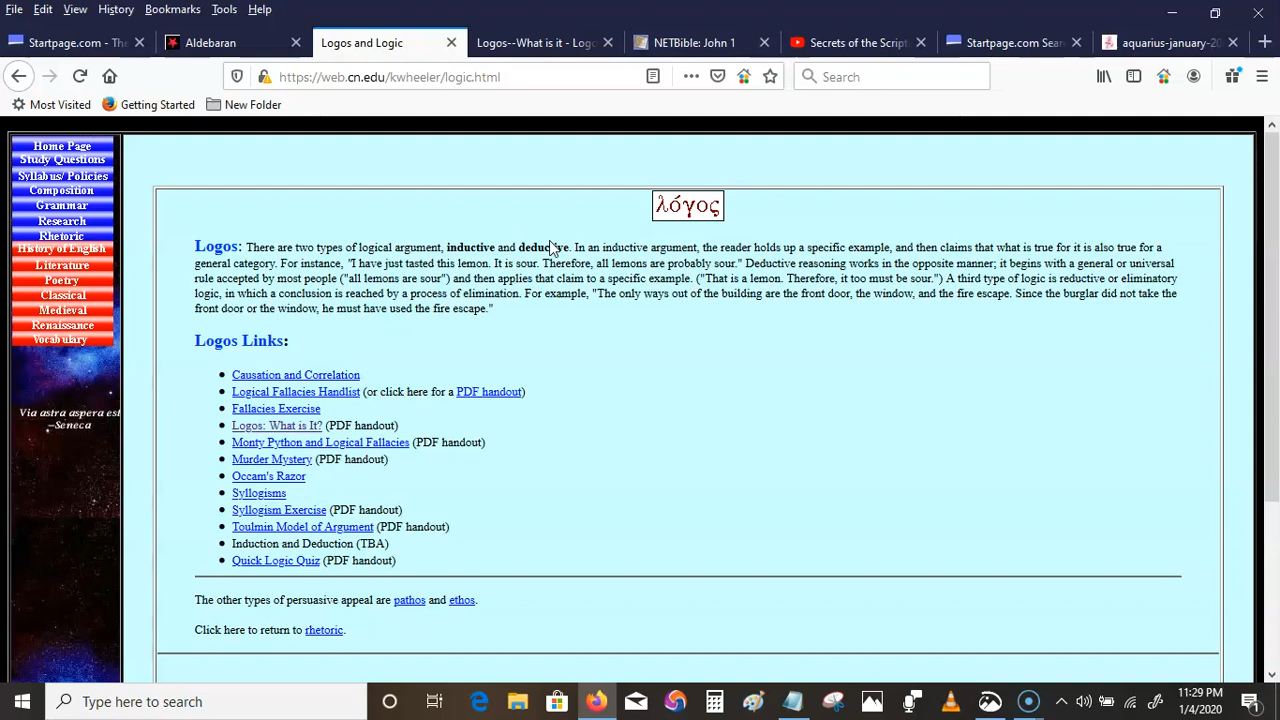 File Edit View History Bookmarks Tools Help
Startpage.com - The
Aldebaran
Logos and Logic
Logos--What is it - Logo
NETBible: John 1
Secrets of the Scrip
Startpage.com Sear
aquarius-january-20
https://web.cn.edu/kwheeler/logic.html
Search
Most Visited
Getting Started
New Folder
Home Page
Study Questions
Syllabus/ Policies
Composition
Grammar
Research
Rhetoric
History of English
Literature
Poetry
Classical
Medieval
Renaissance
Vocabulary
Via astra aspera est
--Seneca
λόγος
Logos: There are two types of logical argument, inductive and deductive. In an inductive argument, the reader holds up a specific example, and then claims that what is true for it is also true for a
general category. For instance, "I have just tasted this lemon. It is sour. Therefore, all lemons are probably sour." Deductive reasoning works in the opposite manner; it begins with a general or universal
rule accepted by most people ("all lemons are sour") and then applies that claim to a specific example. ("That is a lemon. Therefore, it too must be sour.") A third type of logic is reductive or eliminatory
logic, in which a conclusion is reached by a process of elimination. For example, "The only ways out of the building are the front door, the window, and the fire escape. Since the burglar did not take the
front door or the window, he must have used the fire escape."
Logos Links:
Causation and Correlation
Logical Fallacies Handlist (or click here for a PDF handout)
Fallacies Exercise
Logos: What is It? (PDF handout)
Monty Python and Logical Fallacies (PDF handout)
Murder Mystery (PDF handout)
Occam's Razor
Syllogisms
Syllogism Exercise (PDF handout)
Toulmin Model of Argument (PDF handout)
Induction and Deduction (TBA)
Quick Logic Quiz (PDF handout)
The other types of persuasive appeal are pathos and ethos.
Click here to return to rhetoric.
Type here to search
11:29 PM
1/4/2020